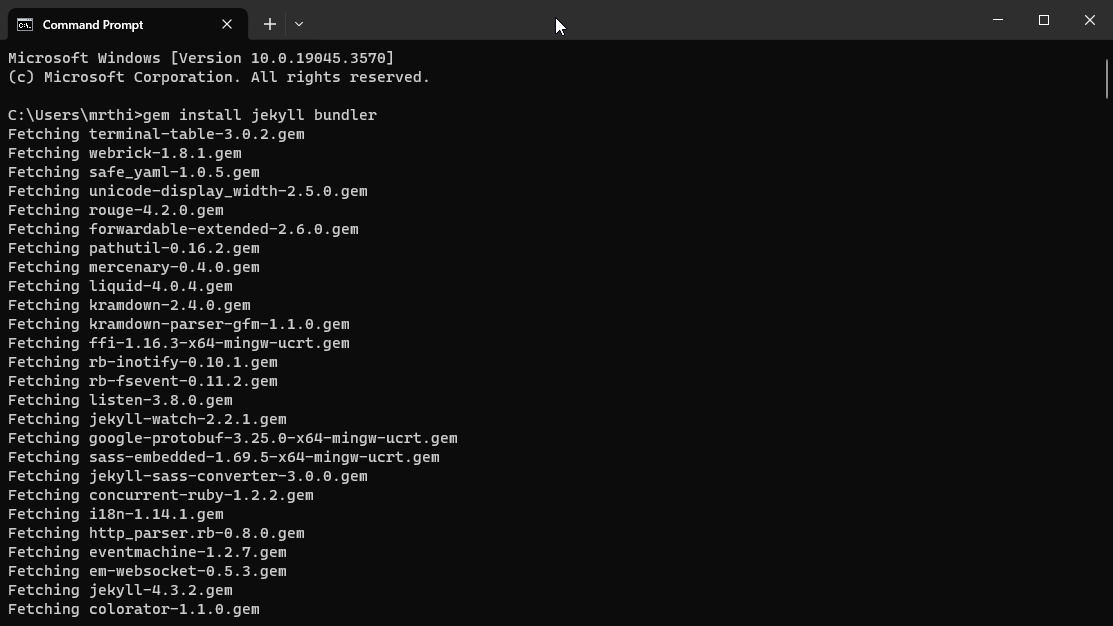 Command Prompt
Microsoft Windows [Version 10.0.19045.3570]
(c) Microsoft Corporation. All rights reserved.
C:\Users\mrthi>gem install jekyll bundler
Fetching terminal-table-3.0.2.gem
Fetching webrick-1.8.1.gem
Fetching safe_yaml-1.0.5.gem
Fetching unicode-display_width-2.5.0.gem
Fetching rouge-4.2.0.gem
Fetching forwardable-extended-2.6.0.gem
Fetching pathutil-0.16.2.gem
Fetching mercenary-0.4.0.gem
Fetching liquid-4.0.4.gem
Fetching kramdown-2.4.0.gem
Fetching kramdown-parser-gfm-1.1.0.gem
Fetching ffi-1.16.3-x64-mingw-ucrt.gem
Fetching rb-inotify-0.10.1.gem
Fetching rb-fsevent-0.11.2.gem
Fetching listen-3.8.0.gem
Fetching jekyll-watch-2.2.1.gem
Fetching google-protobuf-3.25.0-x64-mingw-ucrt.gem
Fetching sass-embedded-1.69.5-x64-mingw-ucrt.gem
Fetching jekyll-sass-converter-3.0.0.gem
Fetching concurrent-ruby-1.2.2.gem
Fetching i18n-1.14.1.gem
Fetching http_parser.rb-0.8.0.gem
Fetching eventmachine-1.2.7.gem
Fetching em-websocket-0.5.3.gem
Fetching jekyll-4.3.2.gem
Fetching colorator-1.1.0.gem